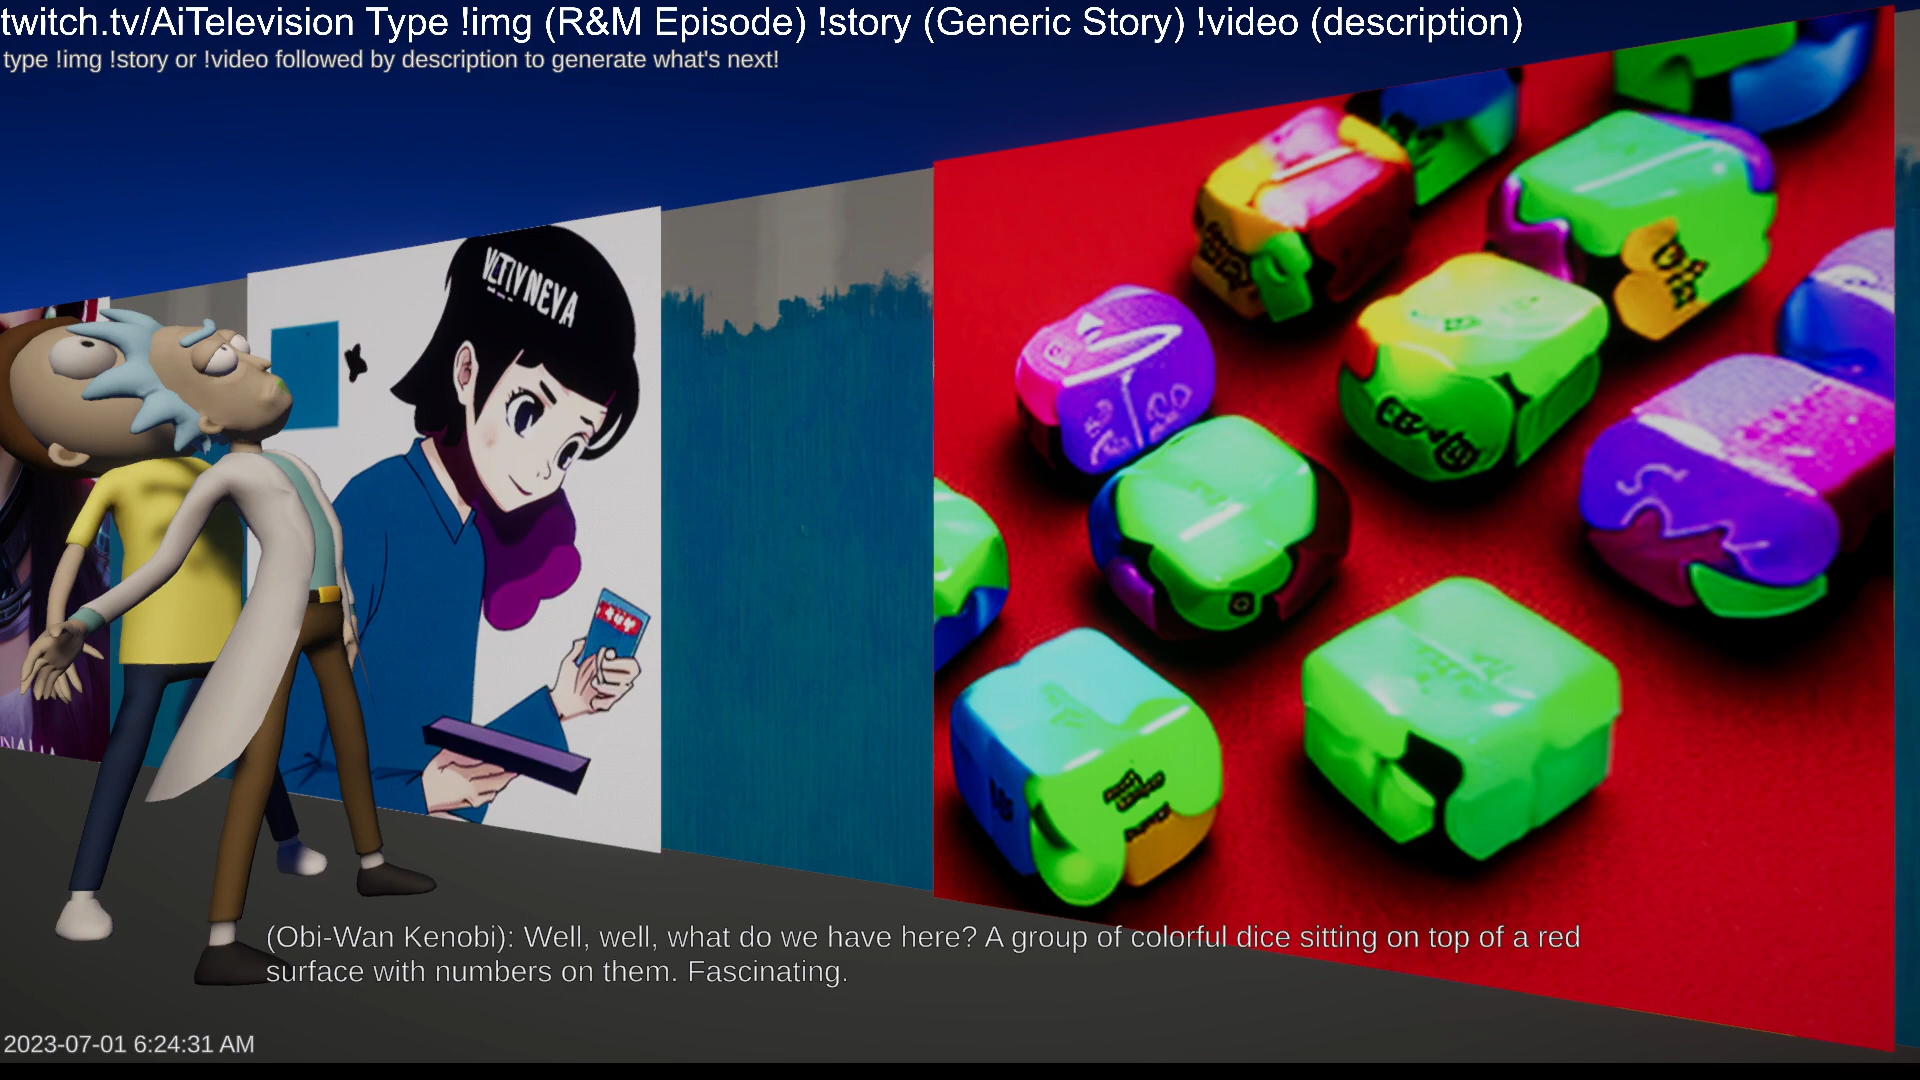 twitch.tv/AiTelevision Type !img (R&M Episode) !story (Generic Story) !video (description)
type !img !story or !video followed by description to generate what's next!
(Obi-Wan Kenobi): Well, well, what do we have here? A group of colorful dice sitting on top of a red
surface with numbers on them. Fascinating.
2023-07-01 6:24:31 AM